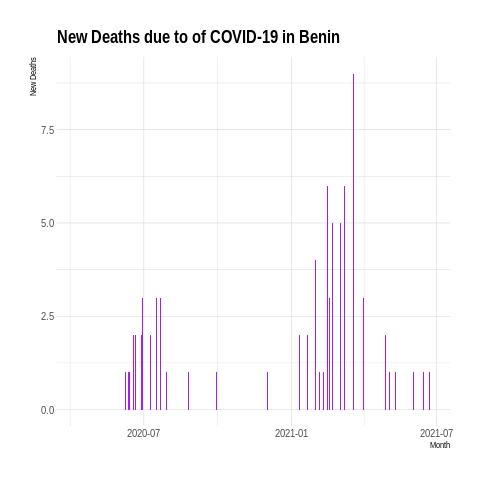 New Deaths due to of COVID-19 in Benin
New Deaths
7.5
5.0
2.5
0.0
2020-07
2021-01
2021-07
Month